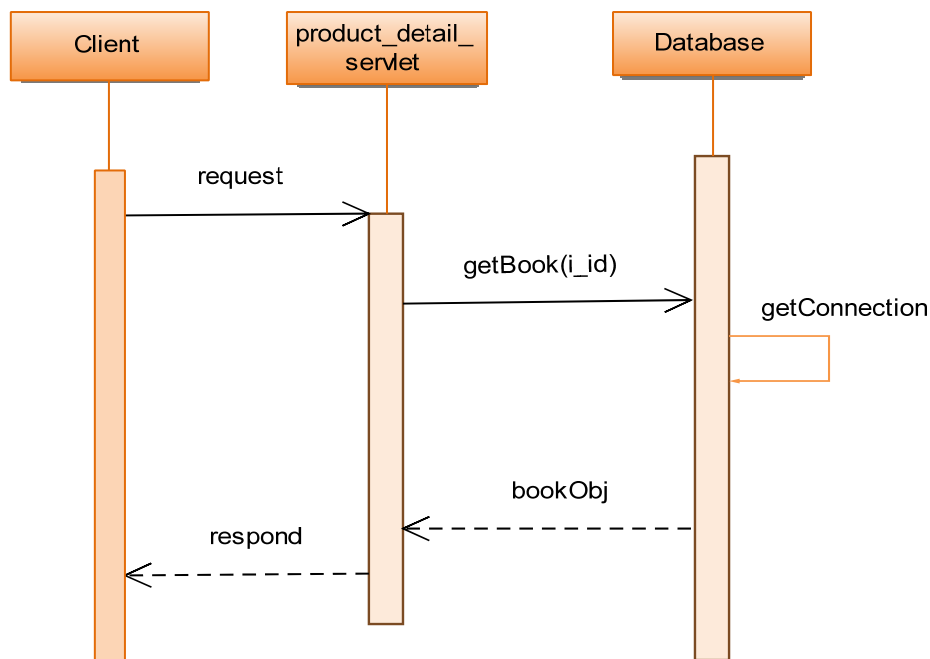 Client
product_detail_
servlet
Database
request
getBook(i_id)
getConnection
bookObj
respond